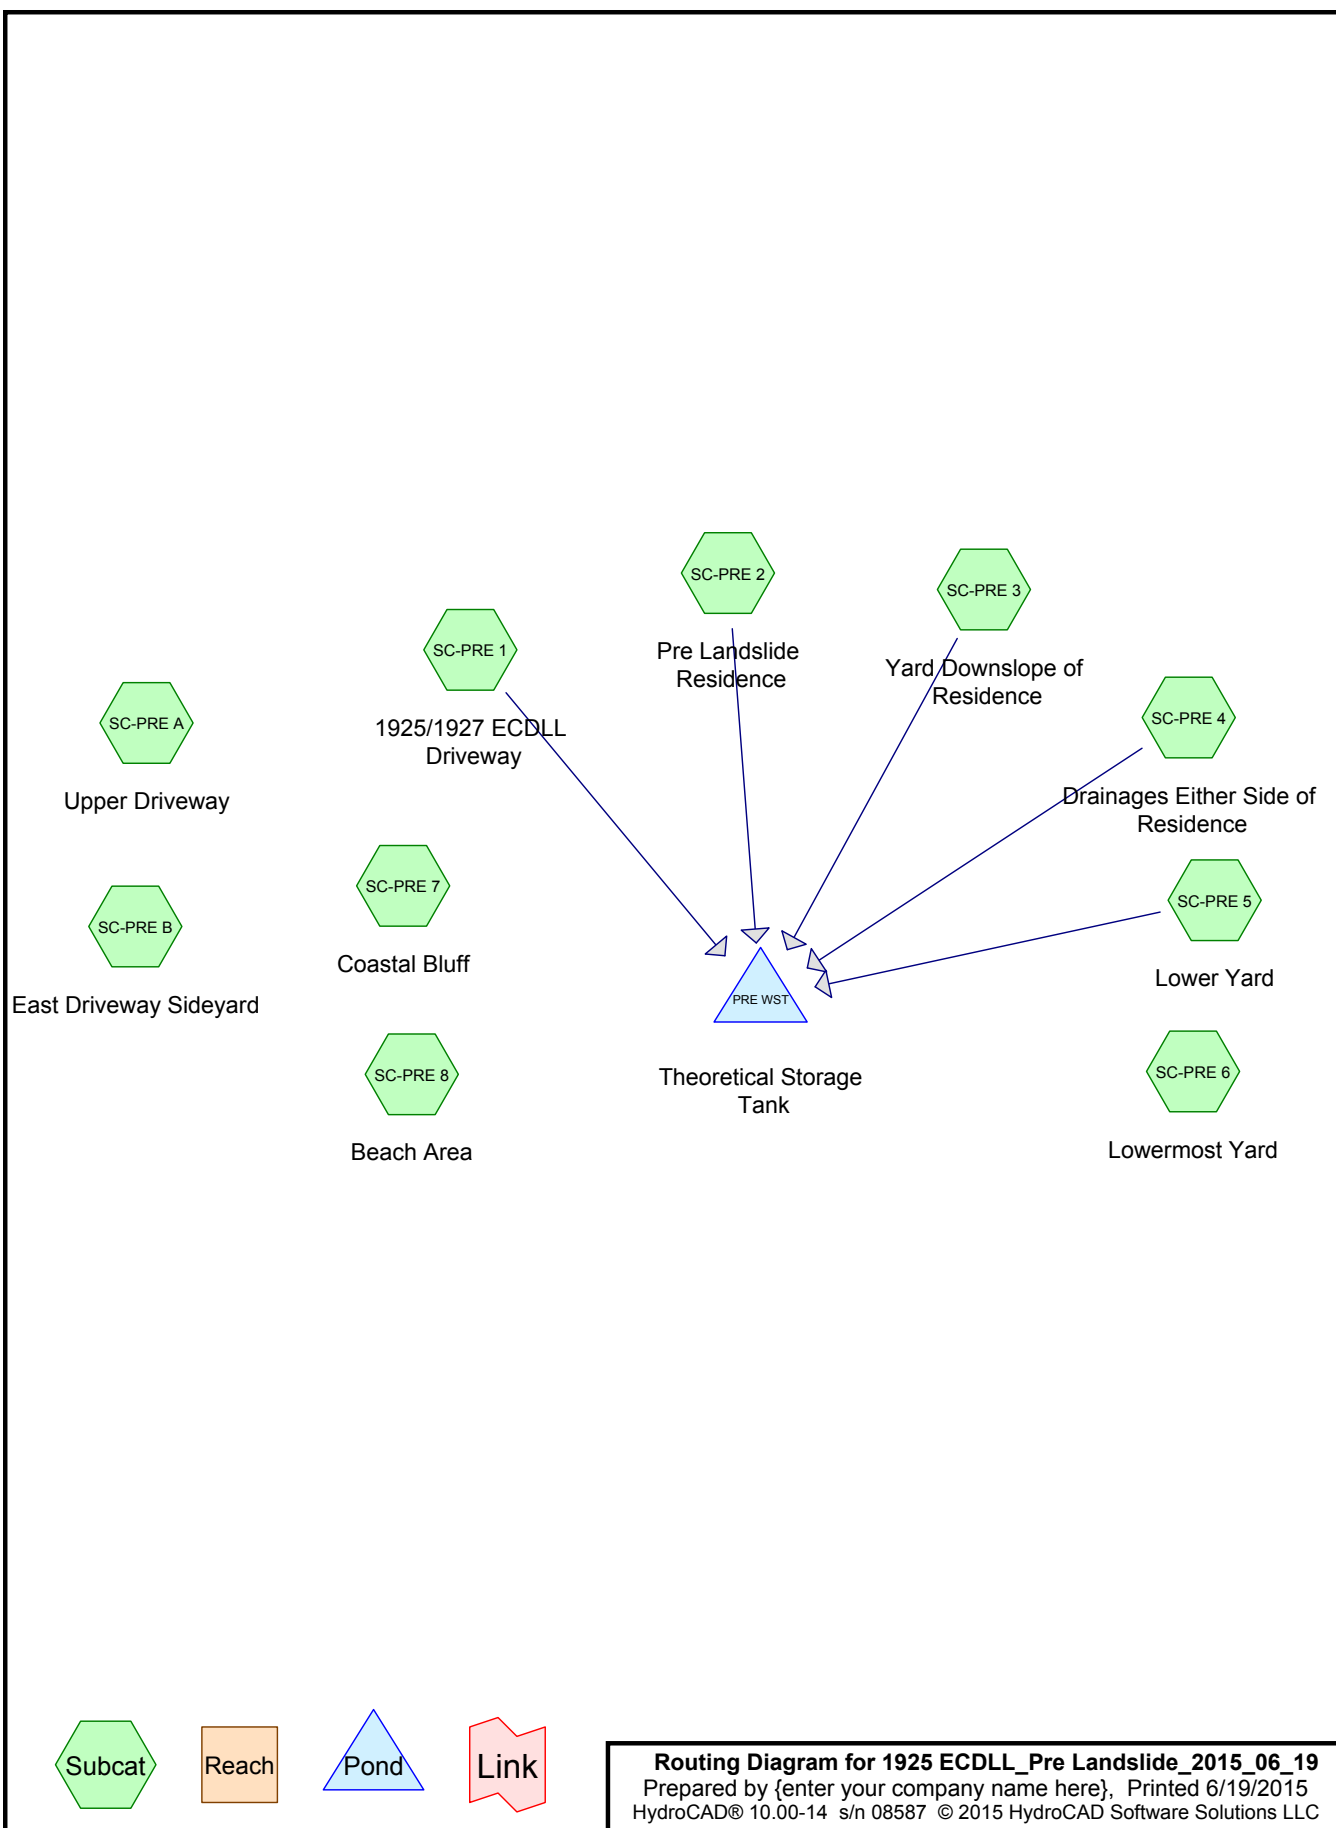 SC-PRE 2
Pre Landslide
Residence
SC-PRE 3
Yard Downslope of
Residence
SC-PRE 1
1925/1927 ECDLL
Driveway
SC-PRE A
Upper Driveway
SC-PRE 4
Drainages Either Side of
Residence
SC-PRE 7
Coastal Bluff
SC-PRE B
East Driveway Sideyard
SC-PRE 5
Lower Yard
PRE WST
Theoretical Storage
Tank
SC-PRE 8
Beach Area
SC-PRE 6
Lowermost Yard
Subcat
Reach
Pond
Link
Routing Diagram for 1925 ECDLL_Pre Landslide_2015_06_19
Prepared by {enter your company name here}, Printed 6/19/2015
HydroCAD® 10.00-14 s/n 08587 © 2015 HydroCAD Software Solutions LLC